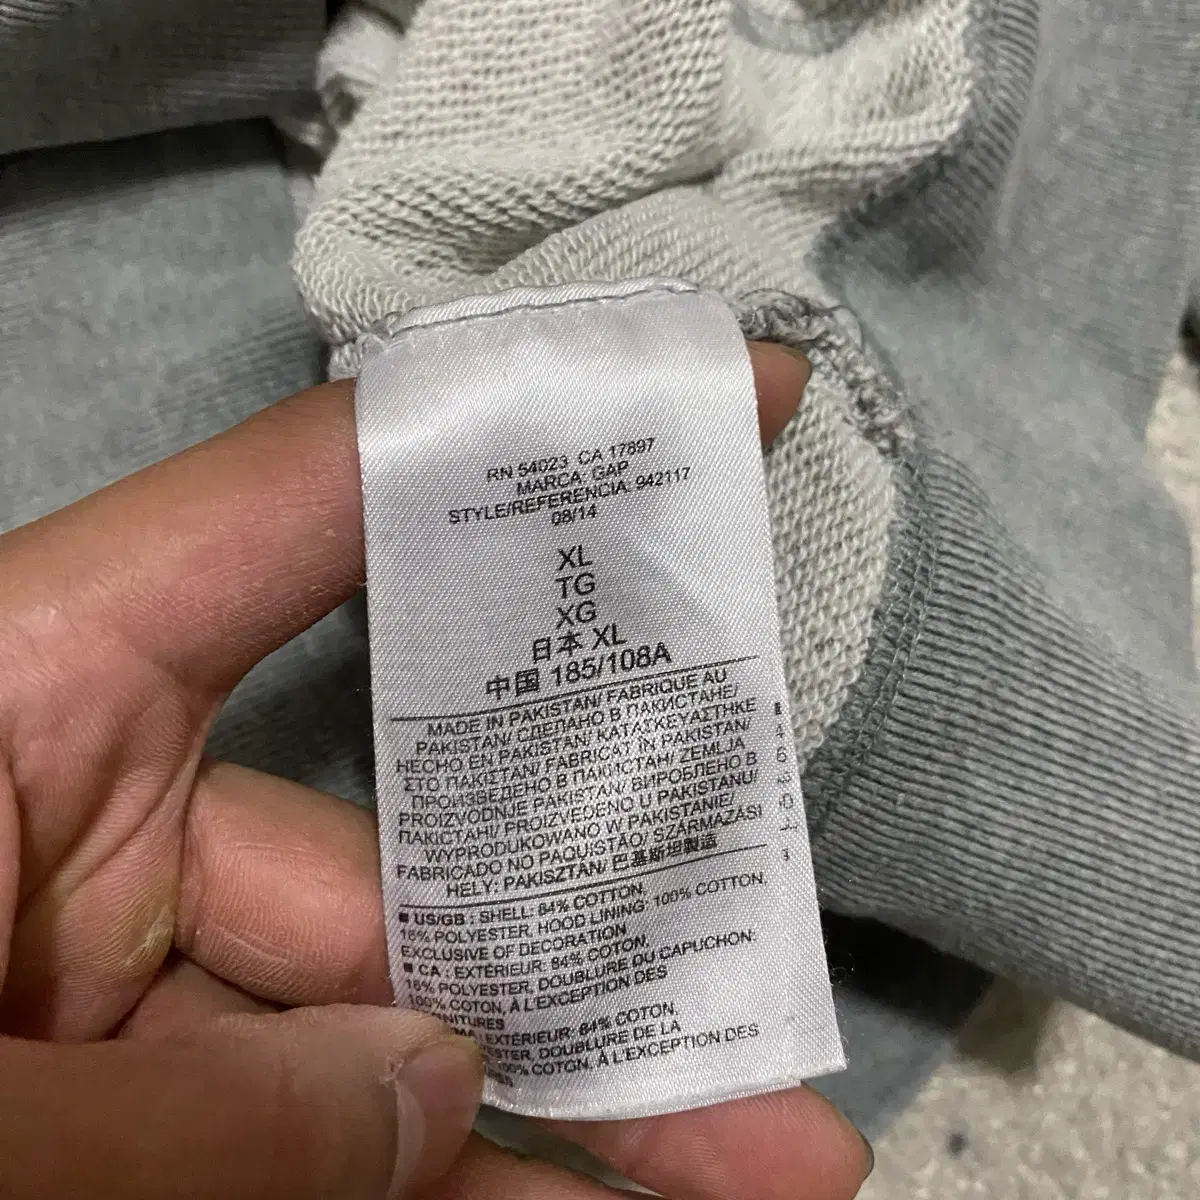 RN 54023 CA 17897
MARCA: GAP
STYLE/REFERENCIA: 942117
08/14
XL
TG
XG
日本 XL
中国 185/108A
MADE IN PAKISTAN/ FABRIQUE AU
PAKISTAN/ СДЕЛАНО В ПАКИСТАНЕ/
HECHO EN PAKISTAN/ ΚΑΤΑΣΚΕΥΑΣΤΗΚΕ
ΣΤΟ ΠΑΚΙΣΤΑΝ/ FABRICAT IN PAKISTAN/
ПРОИЗВЕДЕНО В ПАКИСТАН/ ZEMLJA
PROIZVODNJE PAKISTAN/ ВИРОБЛЕНО В
ПАКІСТАНІ/ PROIZVEDENO U PAKISTANU/
WYPRODUKOWANO W PAKISTANIE/
FABRICADO NO PAQUISTÃO/ SZÁRMAZÁSI
HELY: PAKISZTÁN/ 巴基斯坦製造
■ US/GB : SHELL: 84% COTTON,
16% POLYESTER, HOOD LINING: 100% COTTON,
EXCLUSIVE OF DECORATION
■ CA : EXTÉRIEUR: 84% COTON,
16% POLYESTER, DOUBLURE DU CAPUCHON:
100% COTON, À L'EXCEPTION DES
EXTÉRIEUR: 84% COTON
DOUBLURE DE LA
100% COTON, À L'EXCEPTION DES